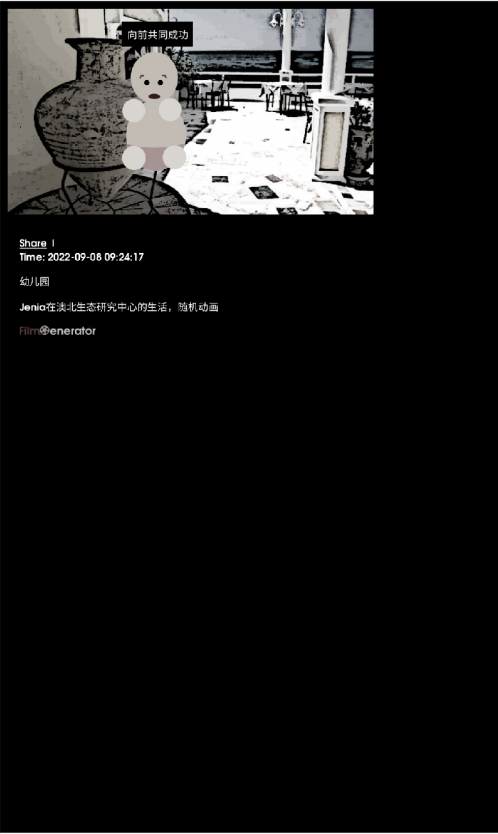 向前共同成功
Share |
Time: 2022-09-08 09:24:17
幼儿园
Jenia在澳北生态研究中心的生活，随机动画
FilmGenerator